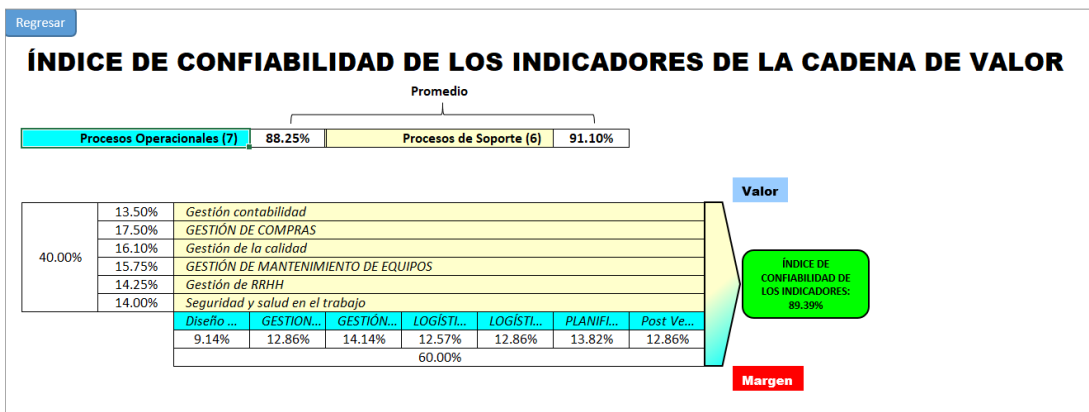 Regresar
ÍNDICE DE CONFIABILIDAD DE LOS INDICADORES DE LA CADENA DE VALOR
Promedio
Procesos Operacionales (7) 88.25% Procesos de Soporte (6) 91.10%
Valor
40.00%
13.50% Gestión contabilidad
17.50% GESTIÓN DE COMPRAS
16.10% Gestión de la calidad
15.75% GESTIÓN DE MANTENIMIENTO DE EQUIPOS
14.25% Gestión de RRHH
14.00% Seguridad y salud en el trabajo
Diseño ... GESTION... GESTIÓN... LOGÍSTI... LOGÍSTI... PLANIFI... Post Ve...
9.14% 12.86% 14.14% 12.57% 12.86% 13.82% 12.86%
60.00%
ÍNDICE DE
CONFIABILIDAD DE
LOS INDICADORES:
89.39%
Margen